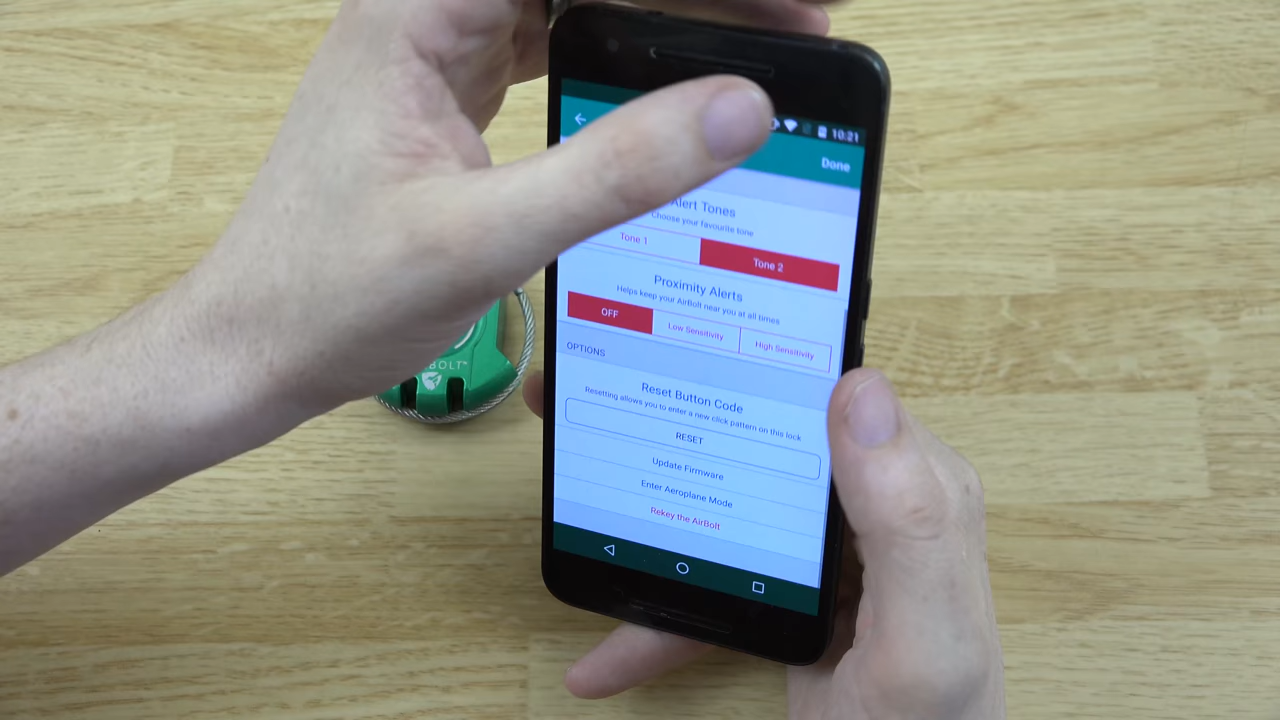 10:21
Done
Alert Tones
Choose your favourite tone
Tone 1
Tone 2
Proximity Alerts
Helps keep your AirBolt near you at all times
OFF
Low Sensitivity
High Sensitivity
OPTIONS
Reset Button Code
Resetting allows you to enter a new click pattern on this lock
RESET
Update Firmware
Enter Aeroplane Mode
Rekey the AirBolt
BOLT™